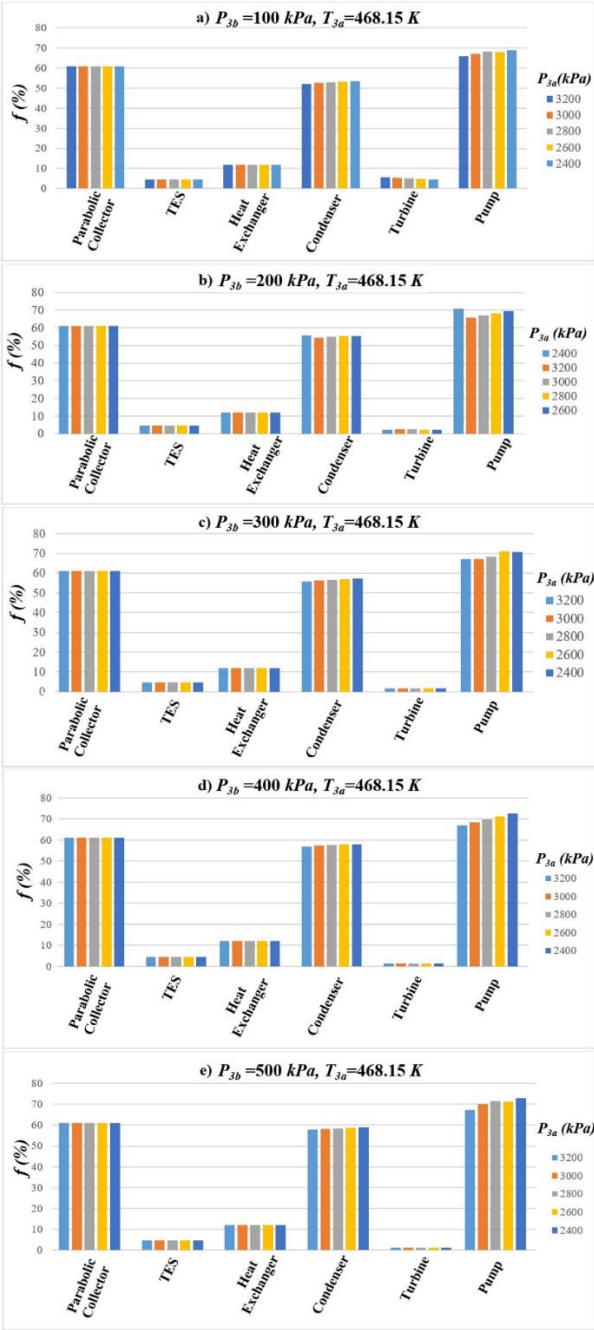 a) P3b =100 kPa, T3a=468.15 K
f (%)
80
70
60
50
40
30
20
10
0
Parabolic
Collector
TES
Heat
Exchanger
Condenser
Turbine
Pump
P3a(kPa)
3200
3000
2800
2600
2400
b) P3b =200 kPa, T3a=468.15 K
f (%)
80
70
60
50
40
30
20
10
0
Parabolic
Collector
TES
Heat
Exchanger
Condenser
Turbine
Pump
P3a (kPa)
2400
3200
3000
2800
2600
c) P3b =300 kPa, T3a=468.15 K
f (%)
80
70
60
50
40
30
20
10
0
Parabolic
Collector
TES
Heat
Exchanger
Condenser
Turbine
Pump
P3a (kPa)
3200
3000
2800
2600
2400
d) P3b =400 kPa, T3a=468.15 K
f (%)
80
70
60
50
40
30
20
10
0
Parabolic
Collector
TES
Heat
Exchanger
Condenser
Turbine
Pump
P3a (kPa)
3200
3000
2800
2600
2400
e) P3b =500 kPa, T3a=468.15 K
f (%)
80
70
60
50
40
30
20
10
0
Parabolic
Collector
TES
Heat
Exchanger
Condenser
Turbine
Pump
P3a (kPa)
3200
3000
2800
2600
2400